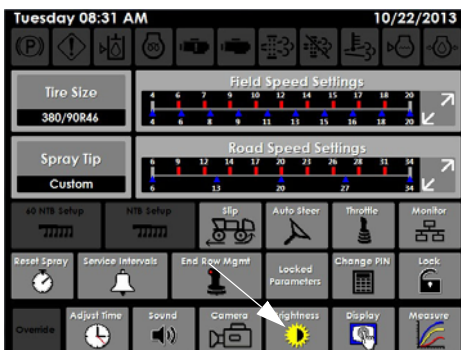 Tuesday 08:31 AM 10/22/2013
Tire Size
380/90R46
Field Speed Settings
4 6 7 9 10 12 14 15 17 18 20
4 6 8 9 11 13 15 16 18 20
Spray Tip
Custom
Road Speed Settings
6 9 12 14 17 20 23 26 28 31 34
6 13 20 27 34
60 NTB Setup NTB Setup Slip Auto Steer Throttle Monitor
Reset Spray Service Intervals End Row Mgmt Locked Parameters Change PIN Lock
Override Adjust Time Sound Camera Brightness Display Measure